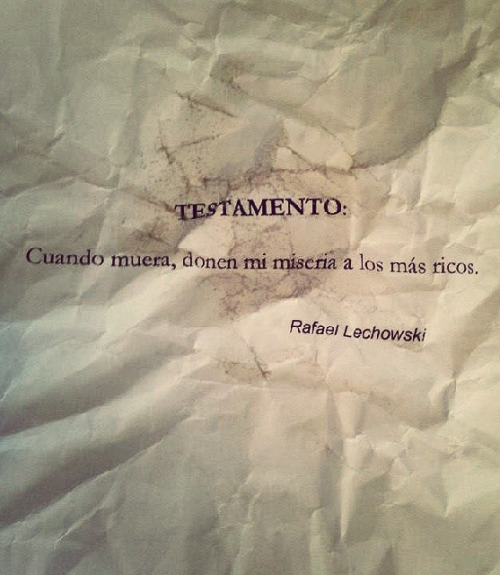 TESTAMENTO:
Cuando muera, donen mi miseria a los más ricos.
Rafael Lechowski